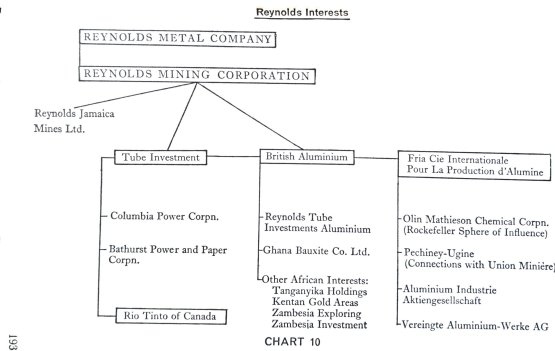 Reynolds Interests
REYNOLDS METAL COMPANY
REYNOLDS MINING CORPORATION
Reynolds Jamaica
Mines Ltd.
Tube Investment
British Aluminium
Fria Cie Internationale
Pour La Production d'Alumine
Columbia Power Corpn.
Bathurst Power and Paper
Corpn.
Rio Tinto of Canada
Reynolds Tube
Investments Aluminium
Ghana Bauxite Co. Ltd.
Other African Interests:
Tanganyika Holdings
Kentan Gold Areas
Zambesia Exploring
Zambesia Investment
Olin Mathieson Chemical Corpn.
(Rockefeller Sphere of Influence)
Pechiney-Ugine
(Connections with Union Minière)
Aluminium Industrie
Aktiengesellschaft
Vereingte Aluminium-Werke AG
CHART 10
193